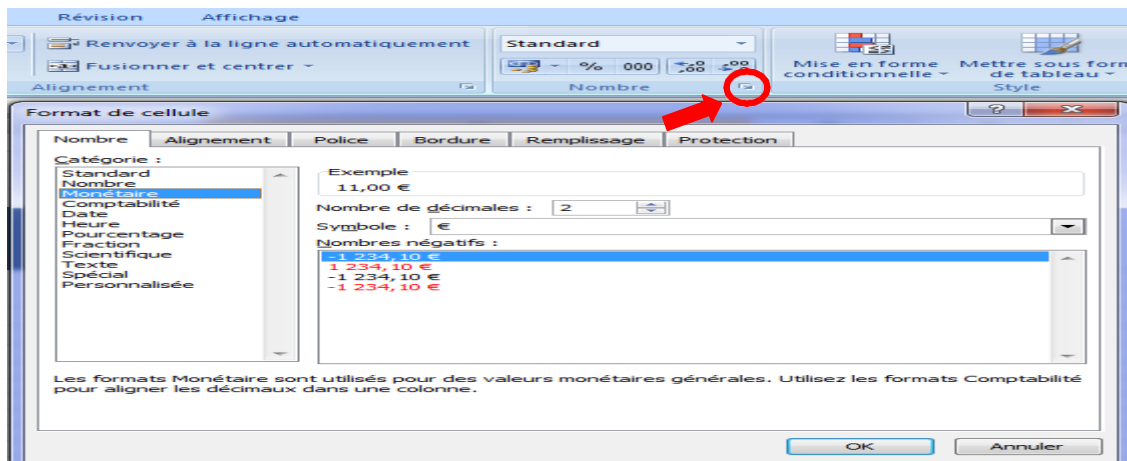 Révision Affichage
Renvoyer à la ligne automatiquement Standard
Fusionner et centrer % 000 ,00 ,00 Mise en forme conditionnelle Mettre sous form de tableau
Alignement Nombre Style
Format de cellule
Nombre Alignement Police Bordure Remplissage Protection
Catégorie :
Standard
Nombre
Monétaire
Comptabilité
Date
Heure
Pourcentage
Fraction
Scientifique
Texte
Spécial
Personnalisée
Exemple
11,00 €
Nombre de décimales : 2
Symbole : €
Nombres négatifs :
-1 234,10 €
1 234,10 €
-1 234,10 €
-1 234,10 €
Les formats Monétaire sont utilisés pour des valeurs monétaires générales. Utilisez les formats Comptabilité
pour aligner les décimaux dans une colonne.
OK Annuler